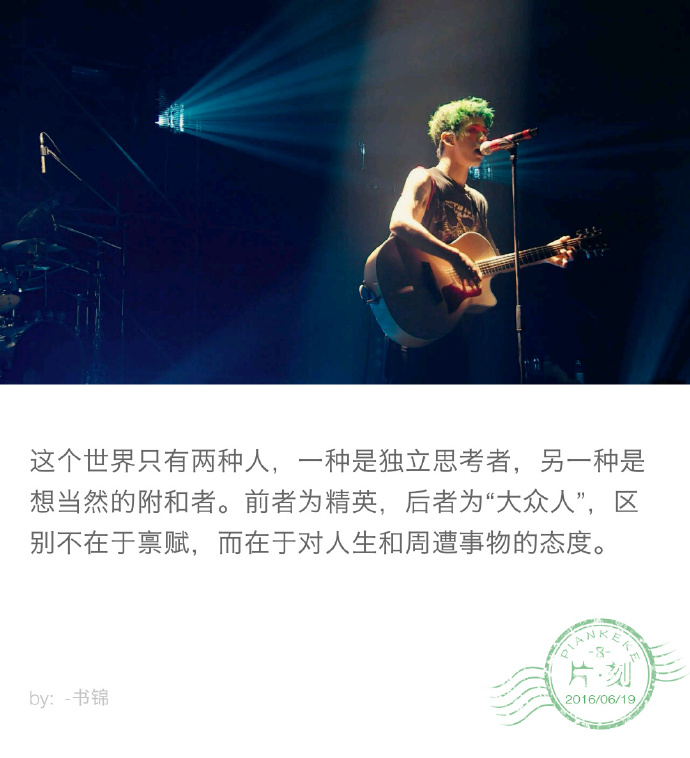 这个世界只有两种人，一种是独立思考者，另一种是
想当然的附和者。前者为精英，后者为“大众人”，区
别不在于禀赋，而在于对人生和周遭事物的态度。
PIANKEKE
-8-
片·刻
2016/06/19
by: -书锦